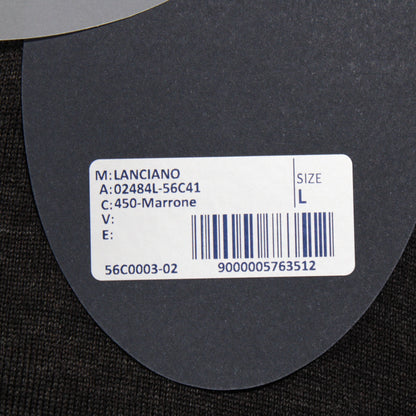 M: LANCIANO
A: 02484L-56C41
C: 450-Marrone
V:
E:
SIZE
L
56C0003-02
9000005763512